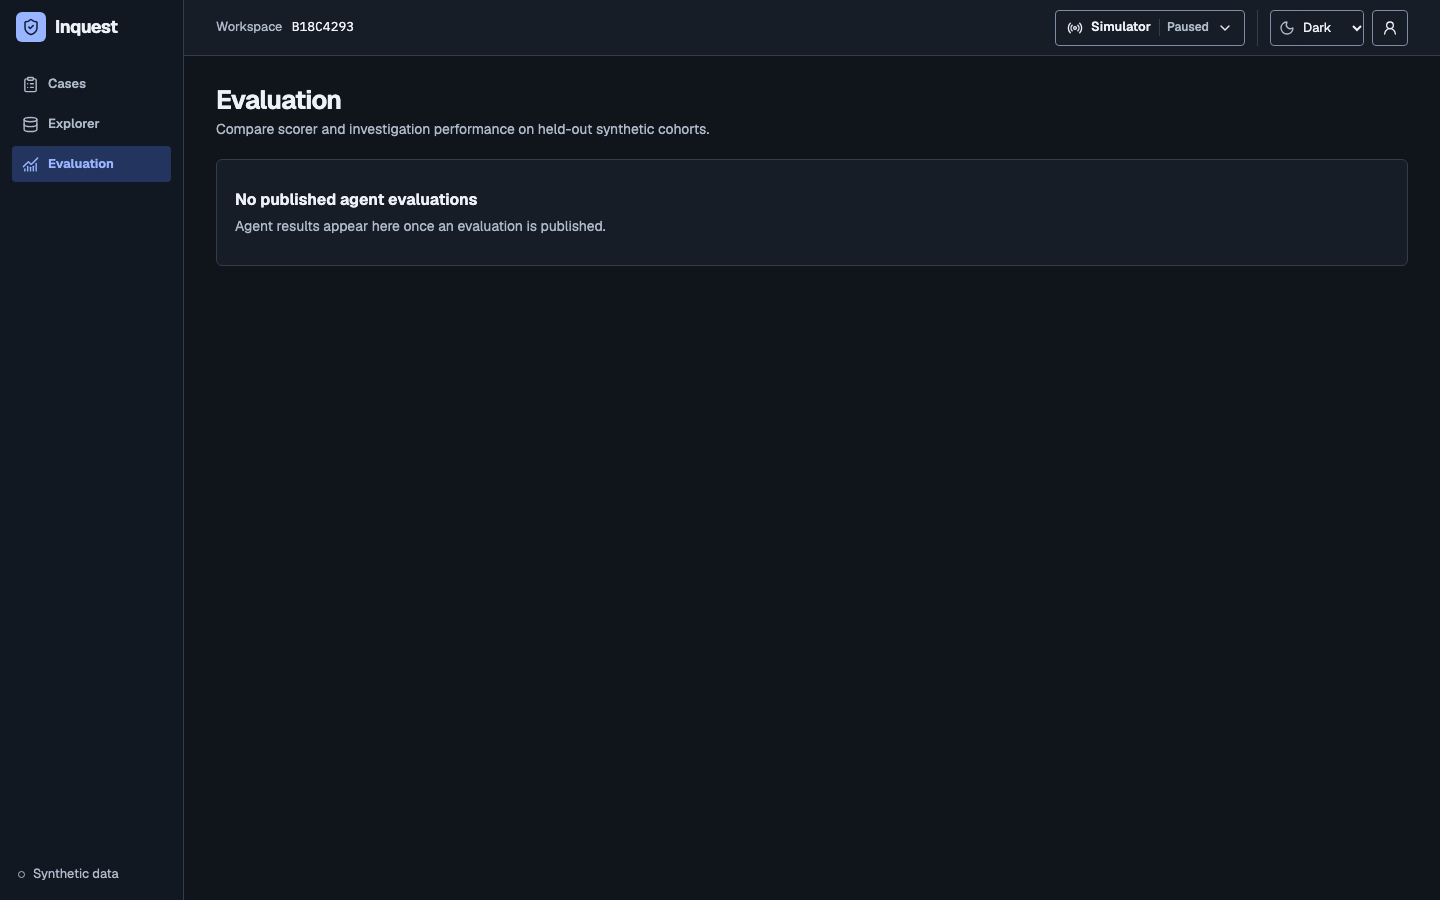 Inquest
Workspace B18C4293
Simulator Paused
Dark
Cases
Explorer
Evaluation
Evaluation
Compare scorer and investigation performance on held-out synthetic cohorts.
No published agent evaluations
Agent results appear here once an evaluation is published.
Synthetic data